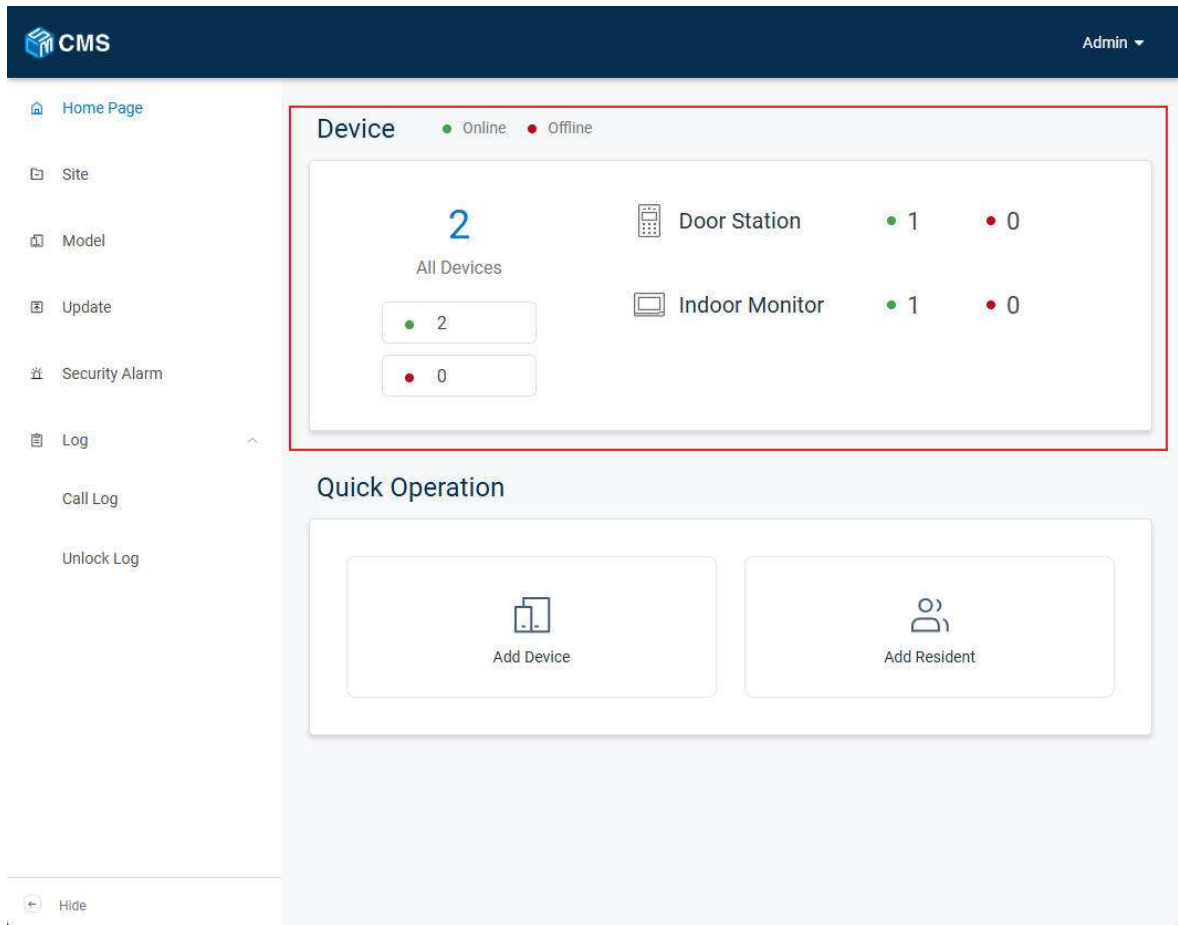 CMS
Admin
Home Page
Site
Model
Update
Security Alarm
Log
Call Log
Unlock Log
Hide
Device Online Offline
2
All Devices
2
0
Door Station 1 0
Indoor Monitor 1 0
Quick Operation
Add Device
Add Resident